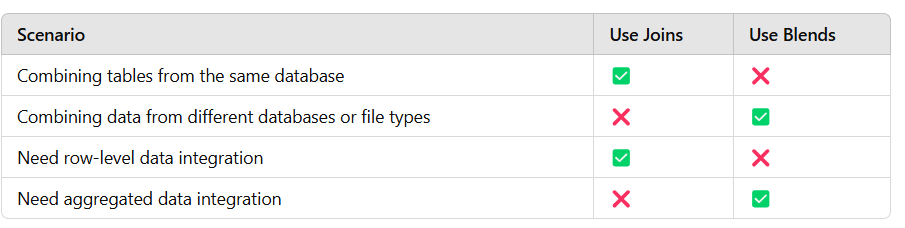 Scenario Use Joins Use Blends
Combining tables from the same database ✅ ❌
Combining data from different databases or file types ❌ ✅
Need row-level data integration ✅ ❌
Need aggregated data integration ❌ ✅